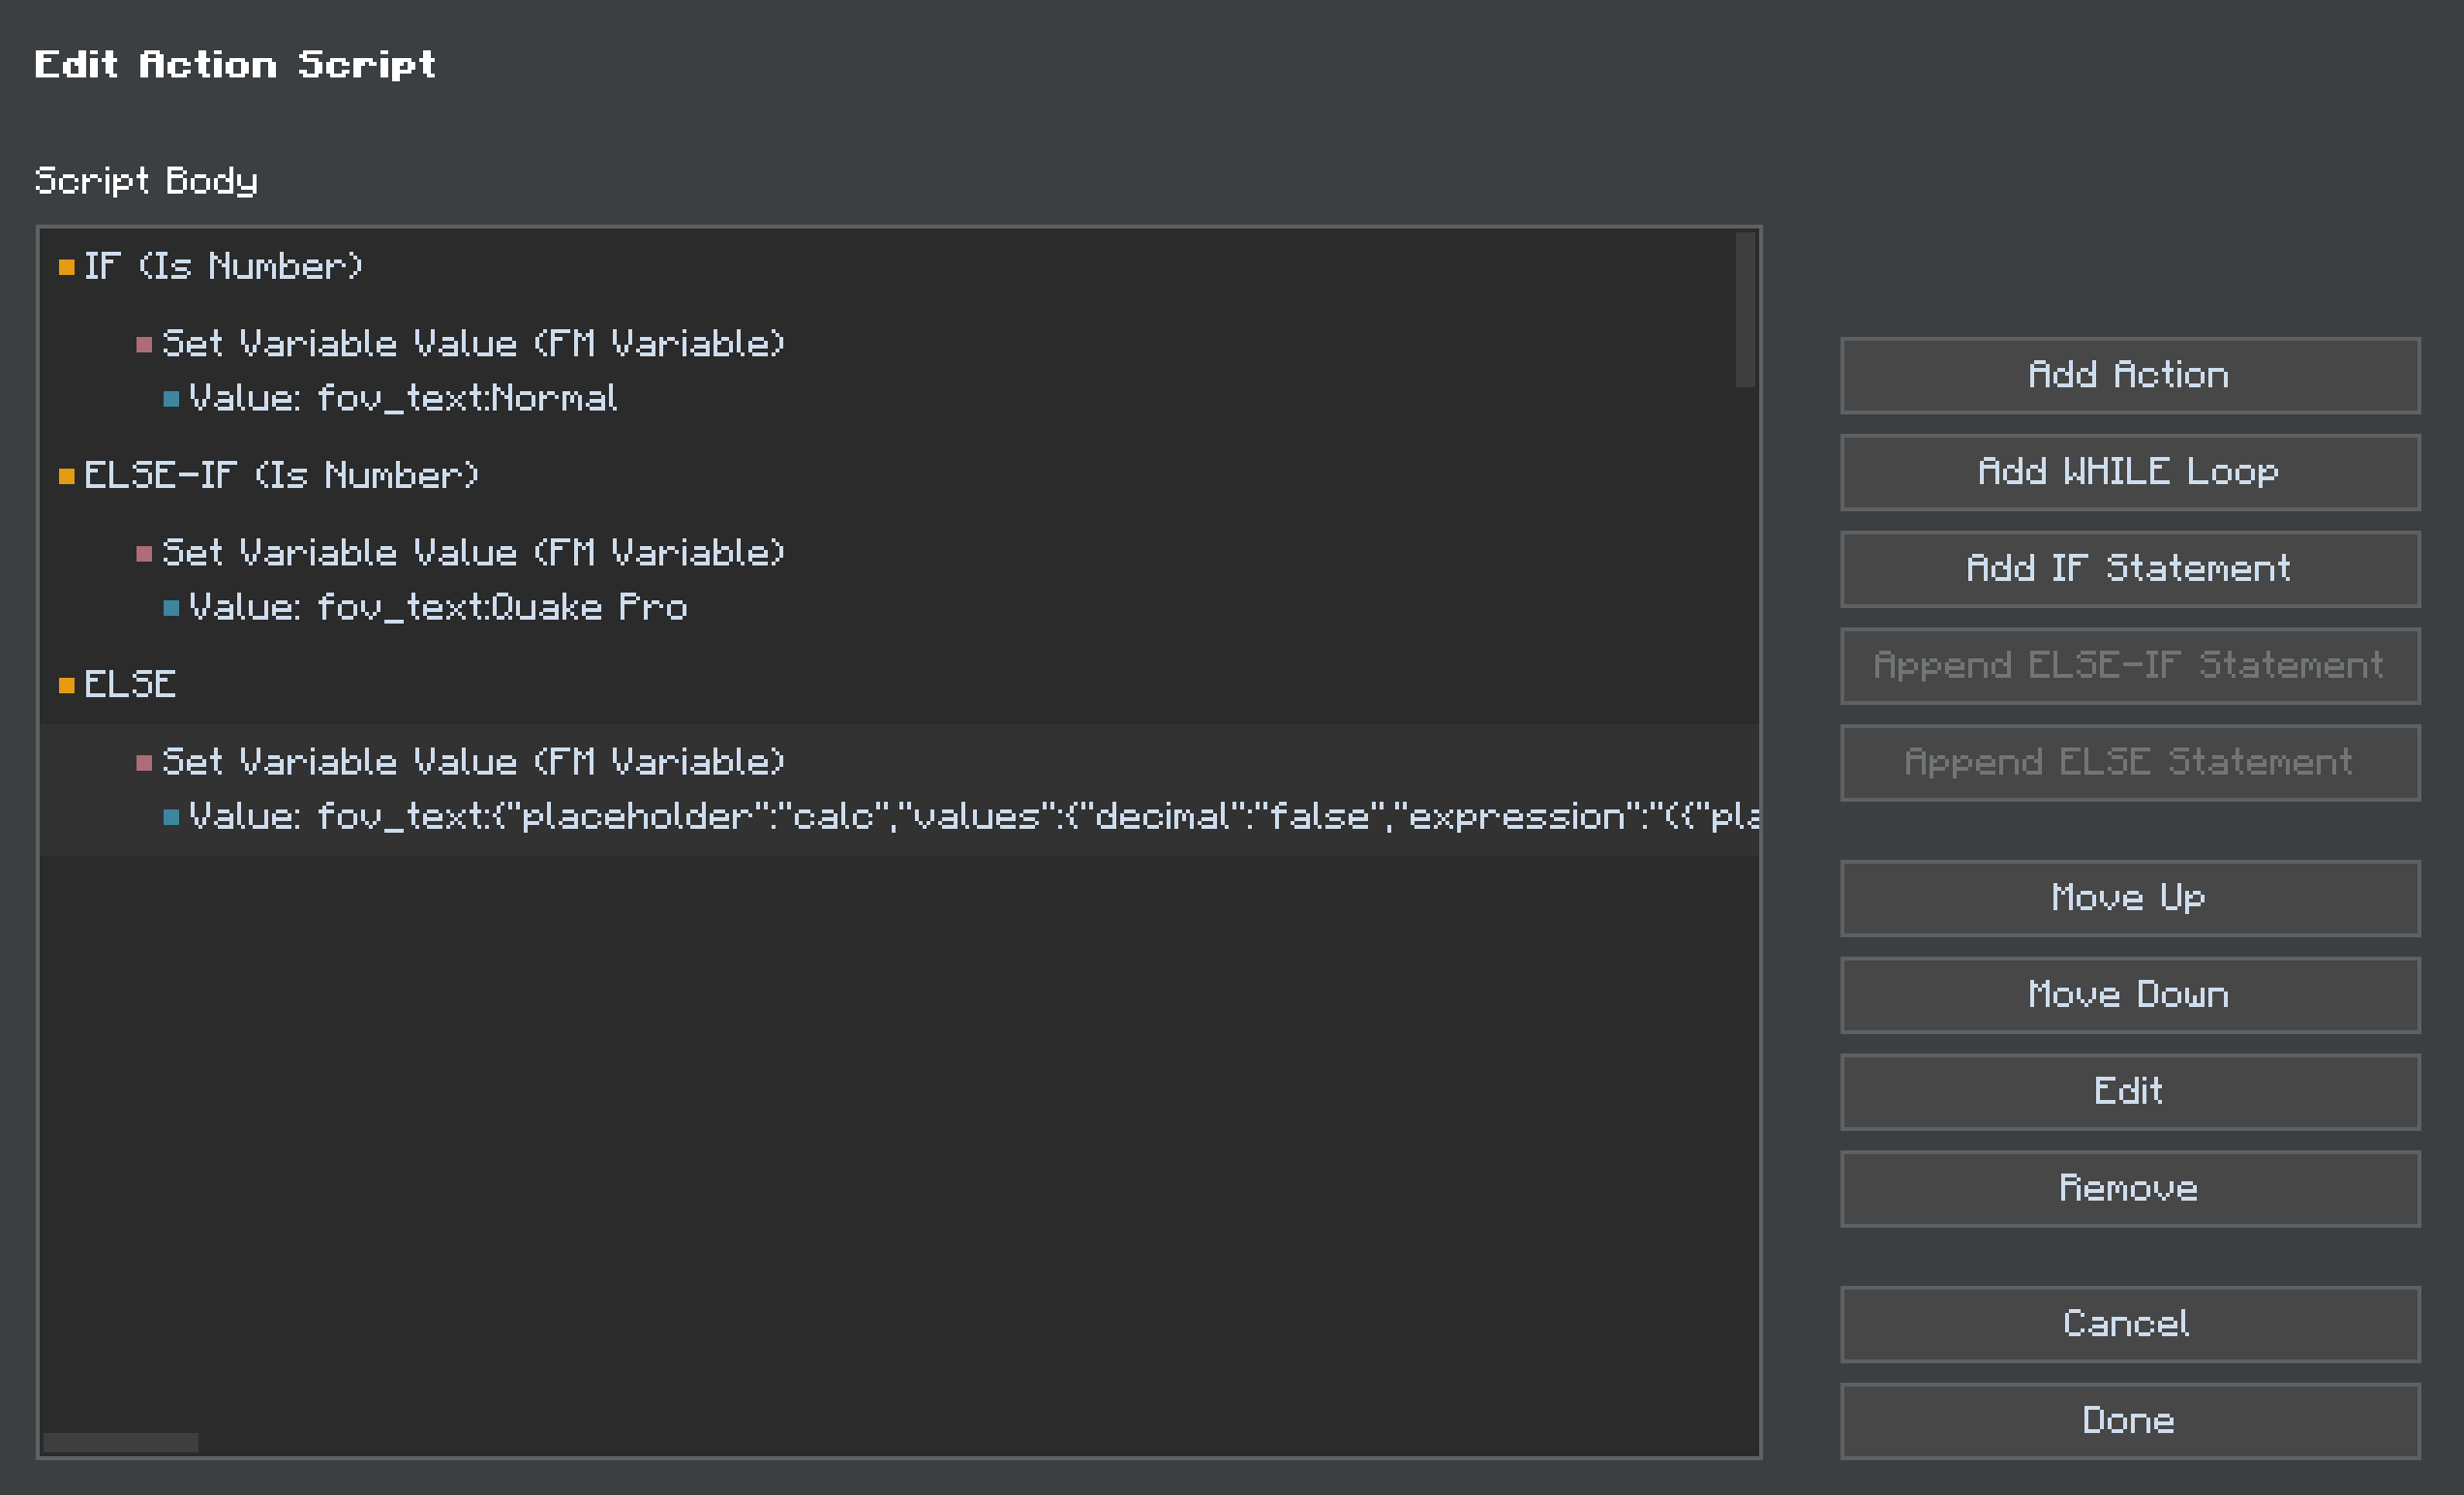 Edit Action Script
Script Body
IF (Is Number)
Set Variable Value (FM Variable)
Value: fov_text:Normal
ELSE-IF (Is Number)
Set Variable Value (FM Variable)
Value: fov_text:Quake Pro
ELSE
Set Variable Value (FM Variable)
Value: fov_text:{"placeholder":"calc","values":{"decimal":"false","expression":"({"pla
Add Action
Add WHILE Loop
Add IF Statement
Append ELSE-IF Statement
Append ELSE Statement
Move Up
Move Down
Edit
Remove
Cancel
Done